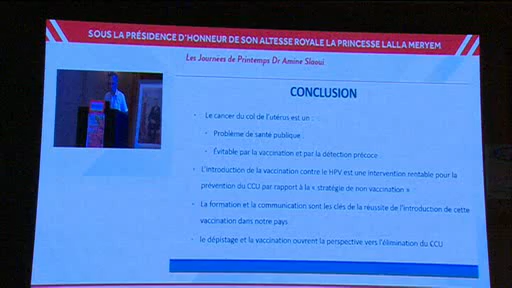 SOUS LA PRÉSIDENCE D'HONNEUR DE SON ALTESSE ROYALE LA PRINCESSE LALLA MERYEM
Les Journées de Printemps Dr Amine Slaoui
CONCLUSION
- Le cancer du col de l'utérus est un :
- Problème de santé publique
- Évitable par la vaccination et par la détection précoce
- L'introduction de la vaccination contre le HPV est une intervention rentable pour la
prévention du CCU par rapport à la « stratégie de non vaccination »
- La formation et la communication sont les clés de la réussite de l'introduction de cette
vaccination dans notre pays
- le dépistage et la vaccination ouvrent la perspective vers l'élimination du CCU